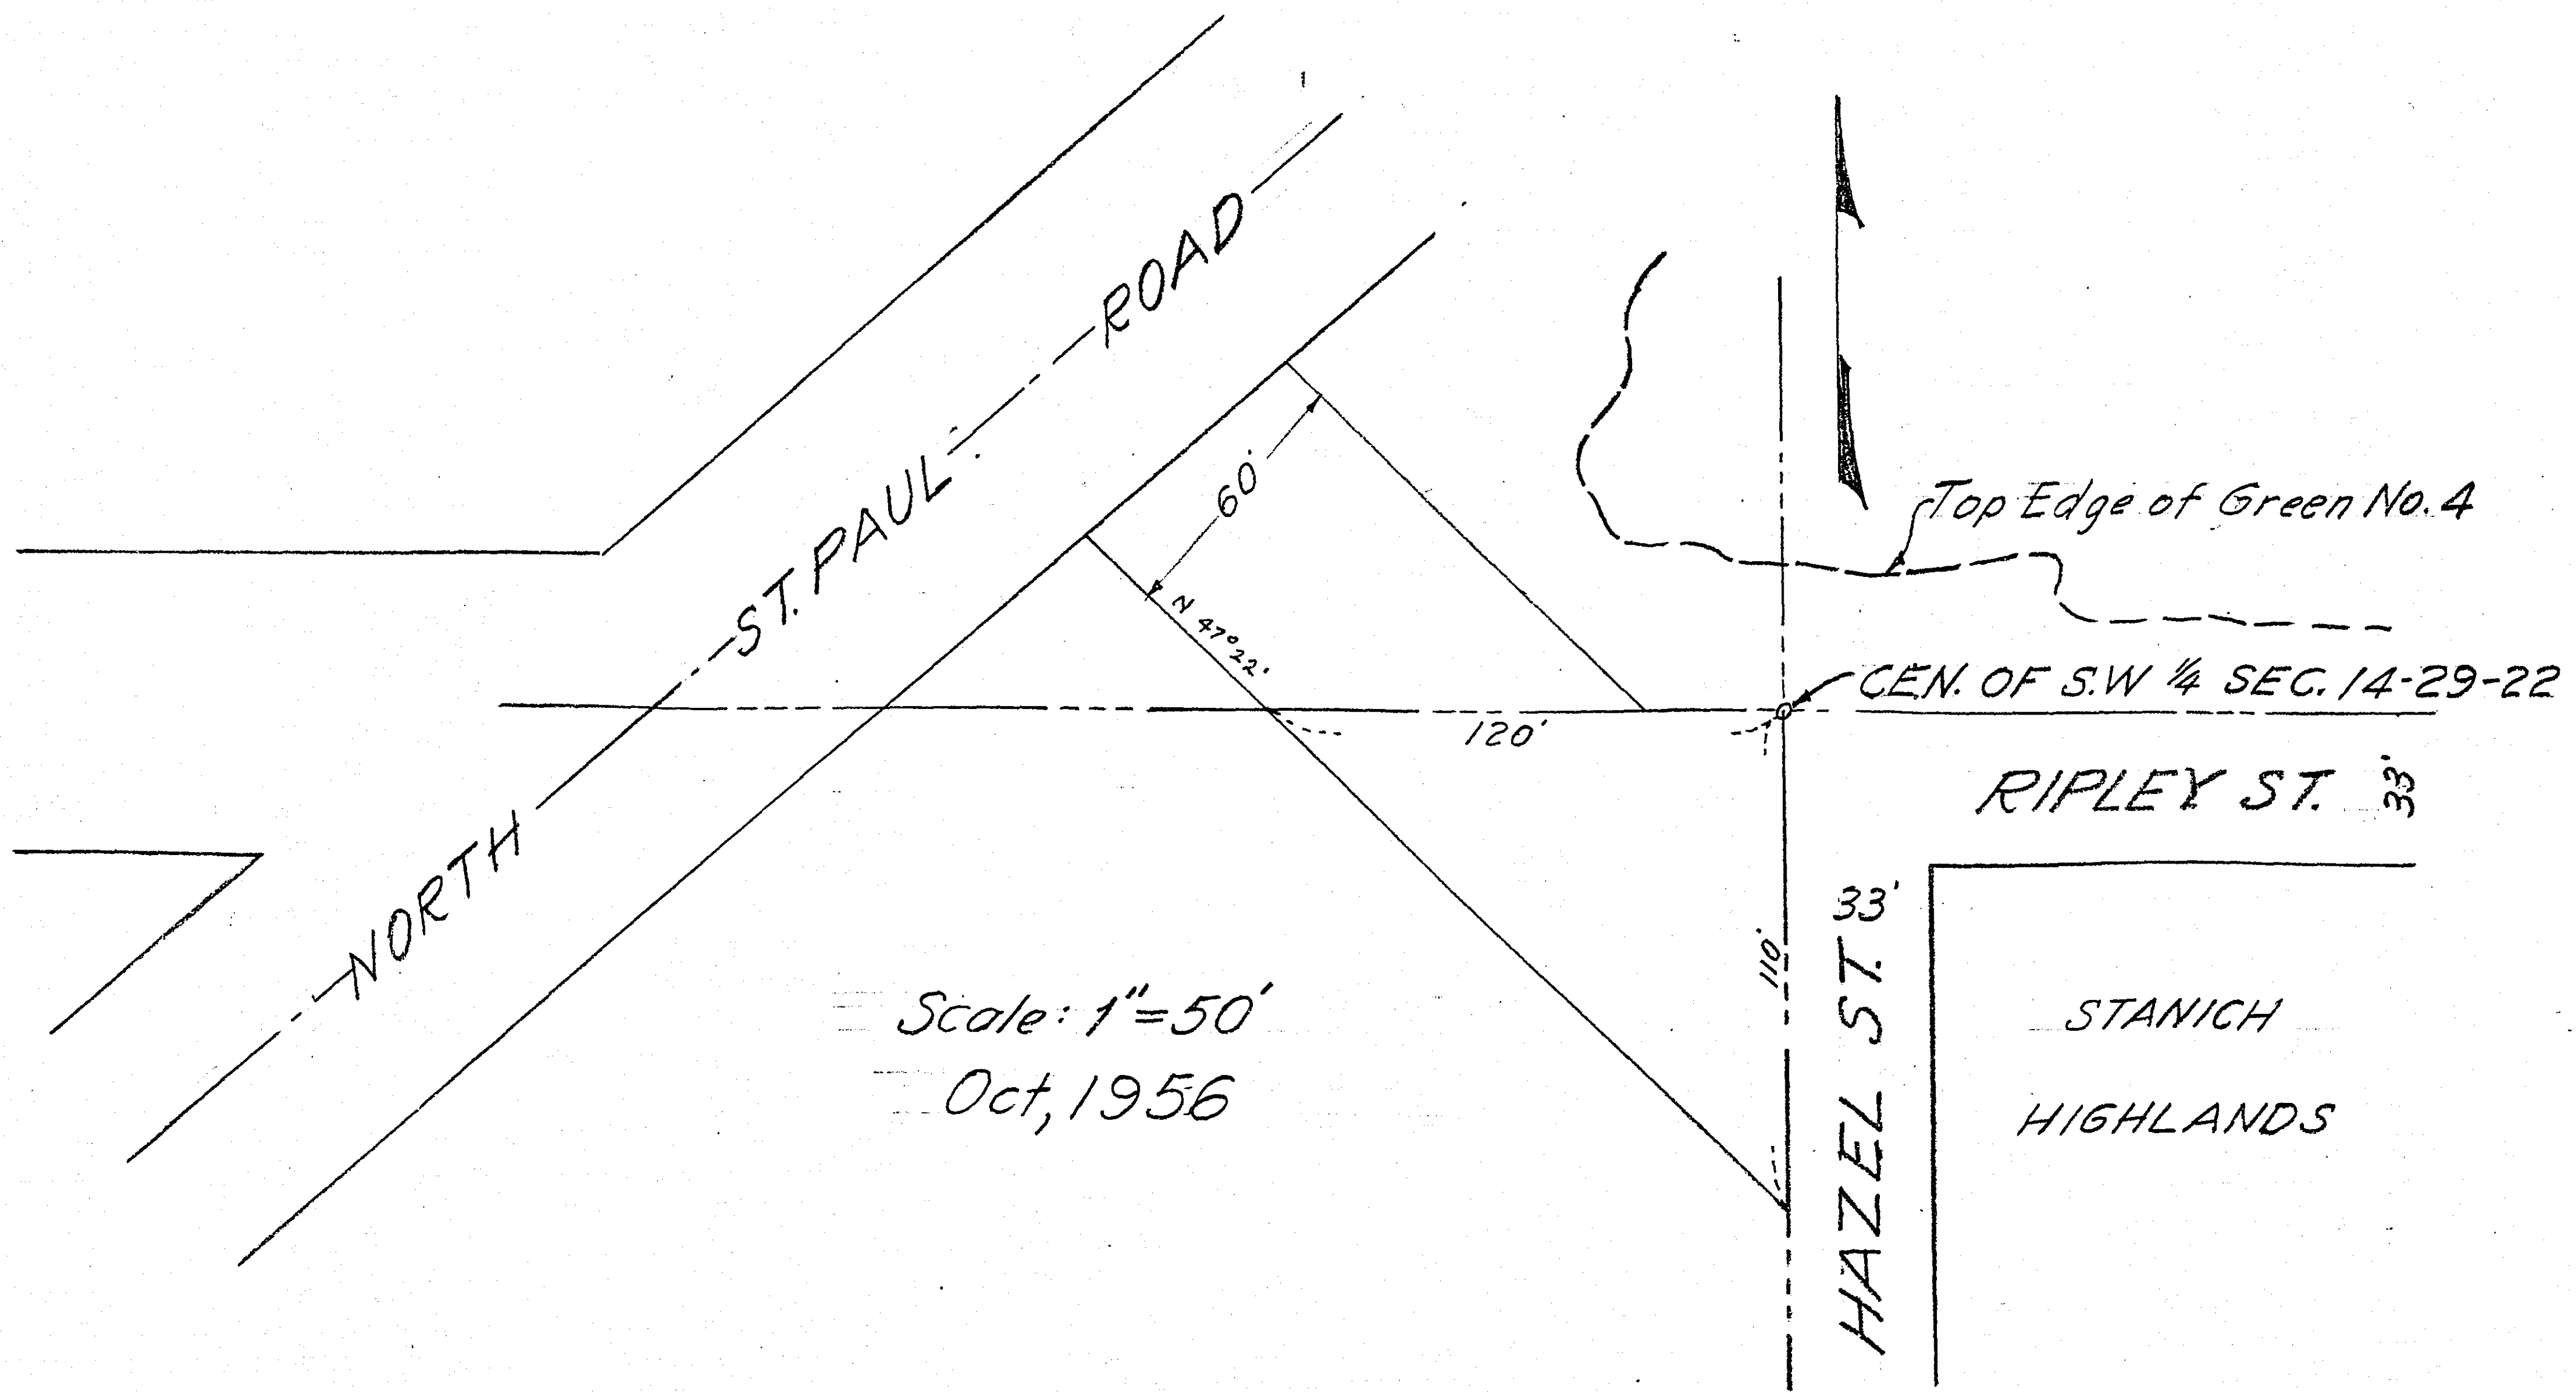 NORTH ST. PAUL ROAD
60'
N 47° 22'
Top Edge of Green No. 4
CEN. OF S.W 1/4 SEC. 14-29-22
120'
RIPLEY ST. 33'
33'
110'
HAZEL ST.
Scale: 1"=50'
Oct, 1956
STANICH
HIGHLANDS